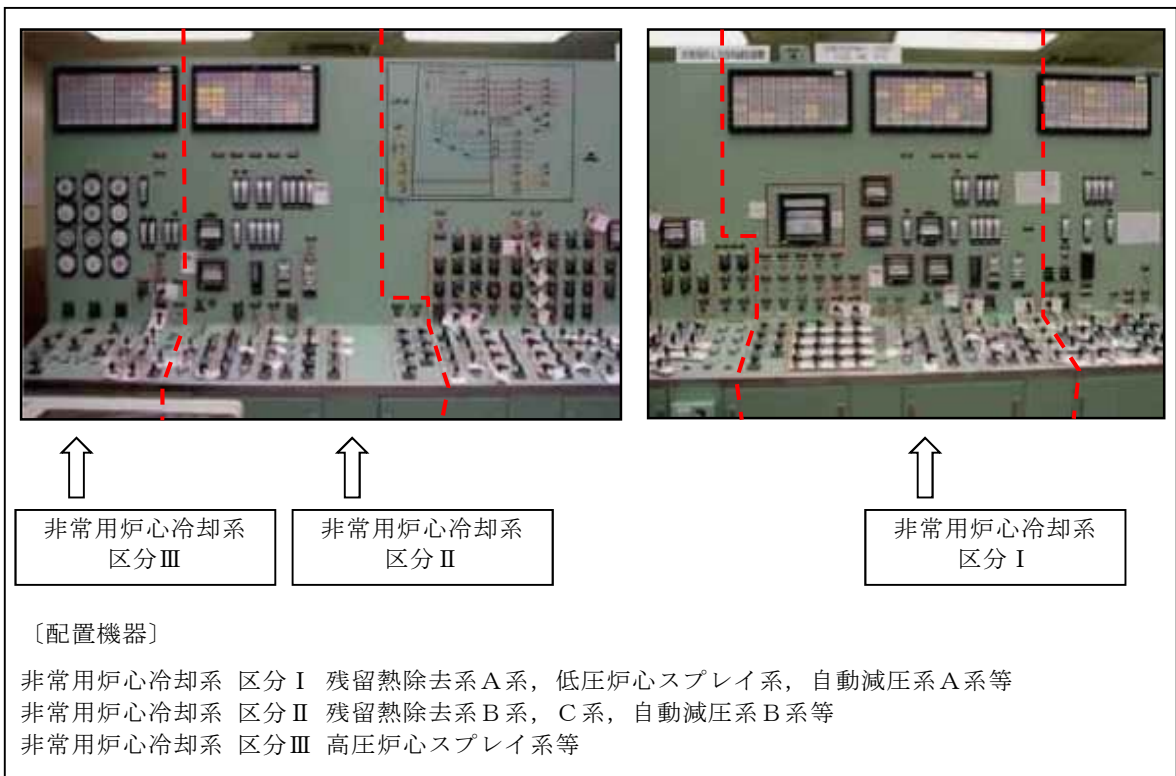 非常用炉心冷却系
区分Ⅲ
非常用炉心冷却系
区分Ⅱ
非常用炉心冷却系
区分Ⅰ
〔配置機器〕
非常用炉心冷却系 区分Ⅰ 残留熱除去系A系，低圧炉心スプレイ系，自動減圧系A系等
非常用炉心冷却系 区分Ⅱ 残留熱除去系B系，C系，自動減圧系B系等
非常用炉心冷却系 区分Ⅲ 高圧炉心スプレイ系等